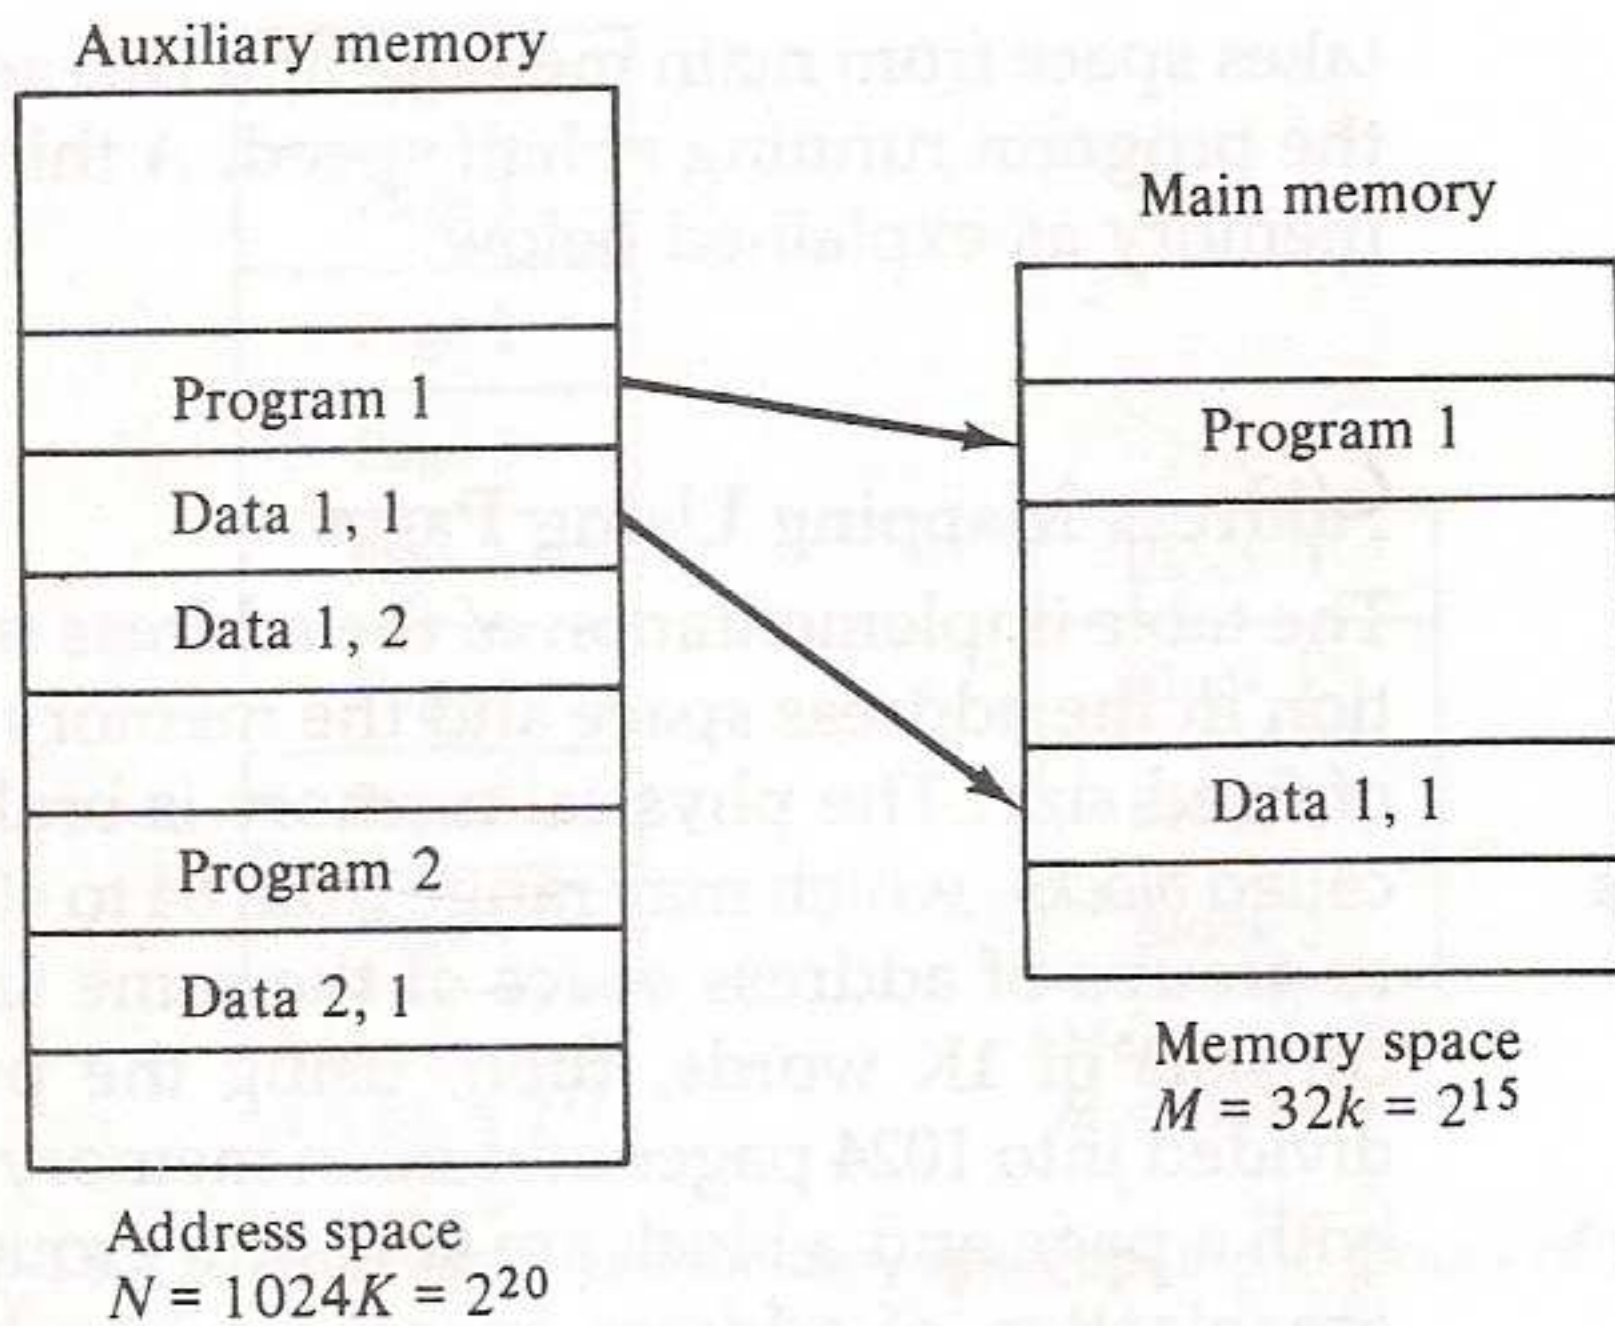 Auxiliary memory
Program 1
Data 1, 1
Data 1, 2
Program 2
Data 2, 1
Address space
N = 1024K = 2^20
Main memory
Program 1
Data 1, 1
Memory space
M = 32k = 2^15